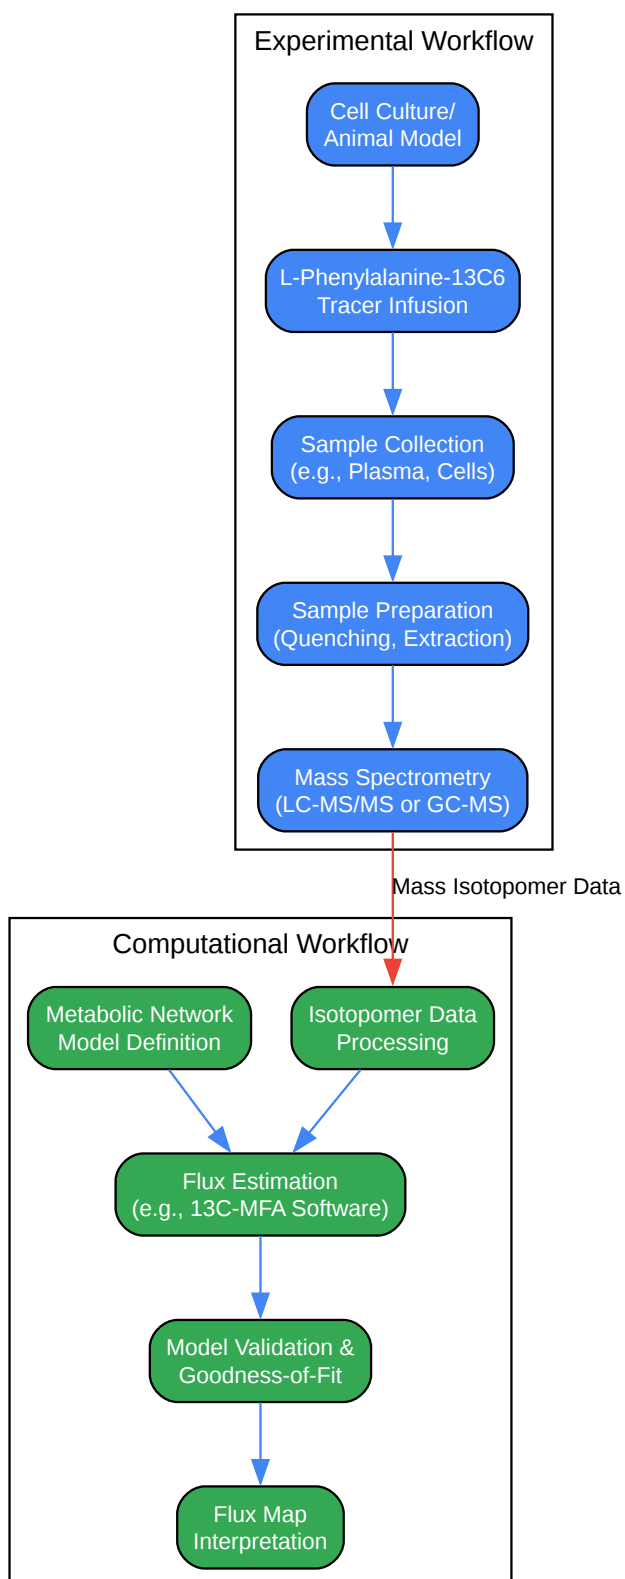 Experimental Workflow
Cell Culture/
Animal Model
L-Phenylalanine-13C6
Tracer Infusion
Sample Collection
(e.g., Plasma, Cells)
Sample Preparation
(Quenching, Extraction)
Mass Spectrometry
(LC-MS/MS or GC-MS)
Mass Isotopomer Data
Computational Workflow
Metabolic Network
Model Definition
Isotopomer Data
Processing
Flux Estimation
(e.g., 13C-MFA Software)
Model Validation &
Goodness-of-Fit
Flux Map
Interpretation